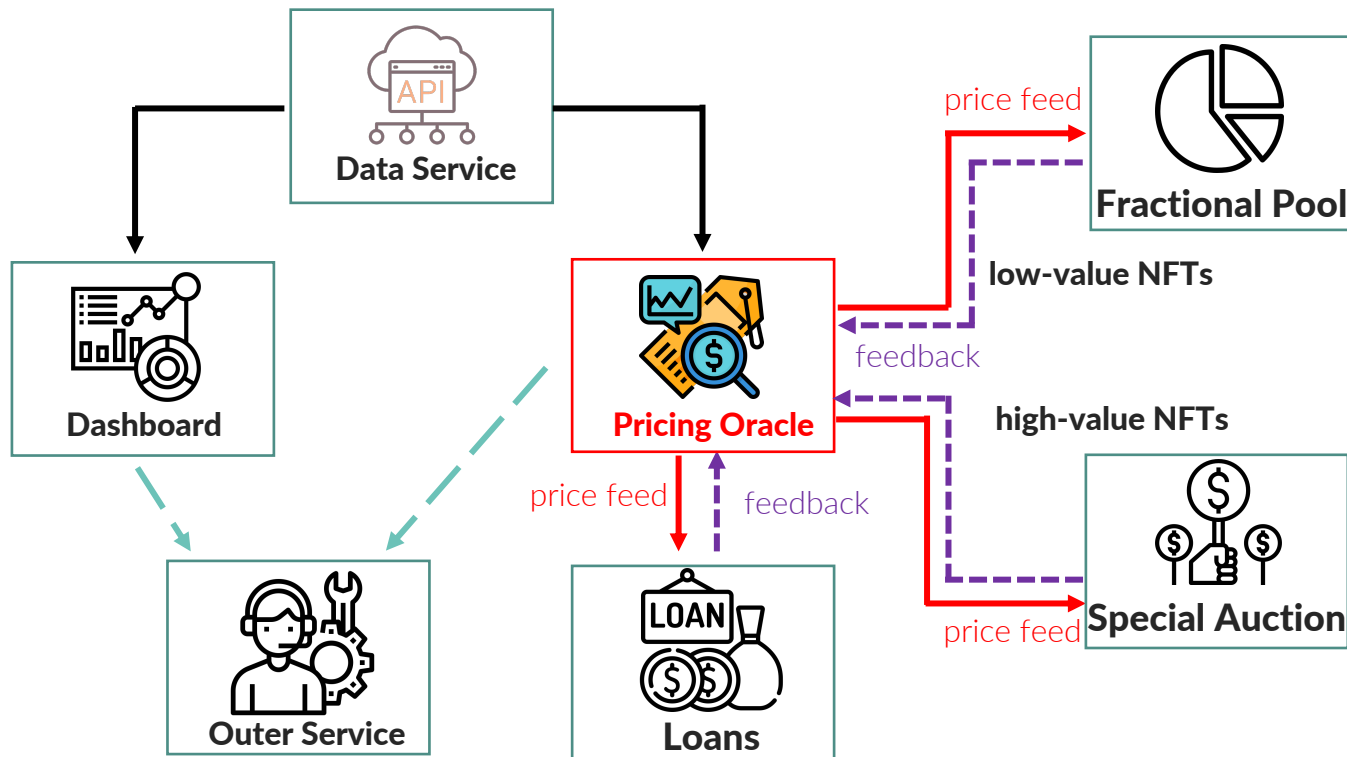 API
Data Service
price feed
Fractional Pool
low-value NFTs
feedback
Dashboard
$
Pricing Oracle
high-value NFTs
price feed
feedback
$
$
$
price feed
Special Auction
LOAN
$
$
Outer Service
Loans